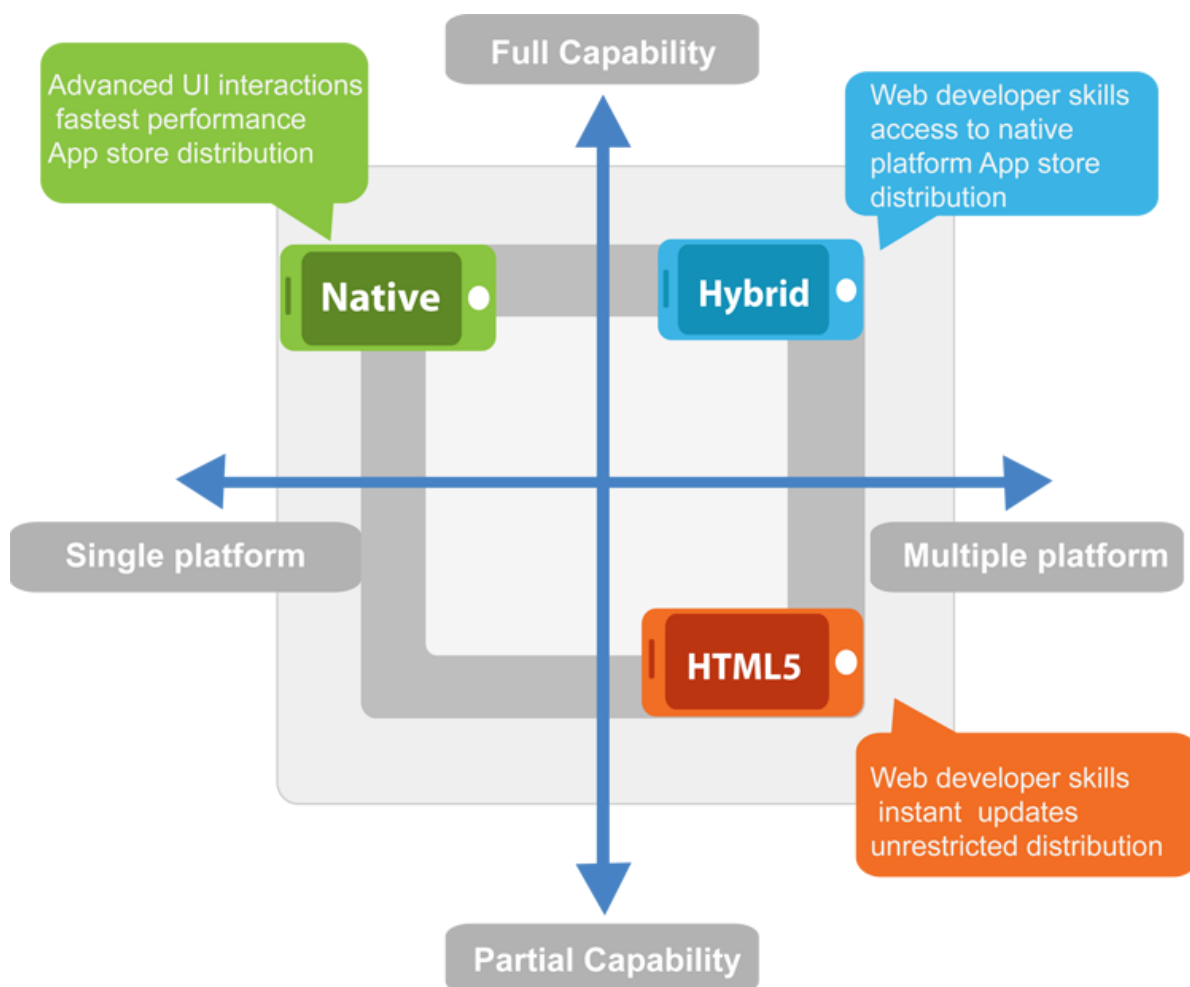 Full Capability
Advanced UI interactions
fastest performance
App store distribution
Web developer skills
access to native
platform App store
distribution
Native
Hybrid
Single platform
Multiple platform
HTML5
Web developer skills
instant updates
unrestricted distribution
Partial Capability